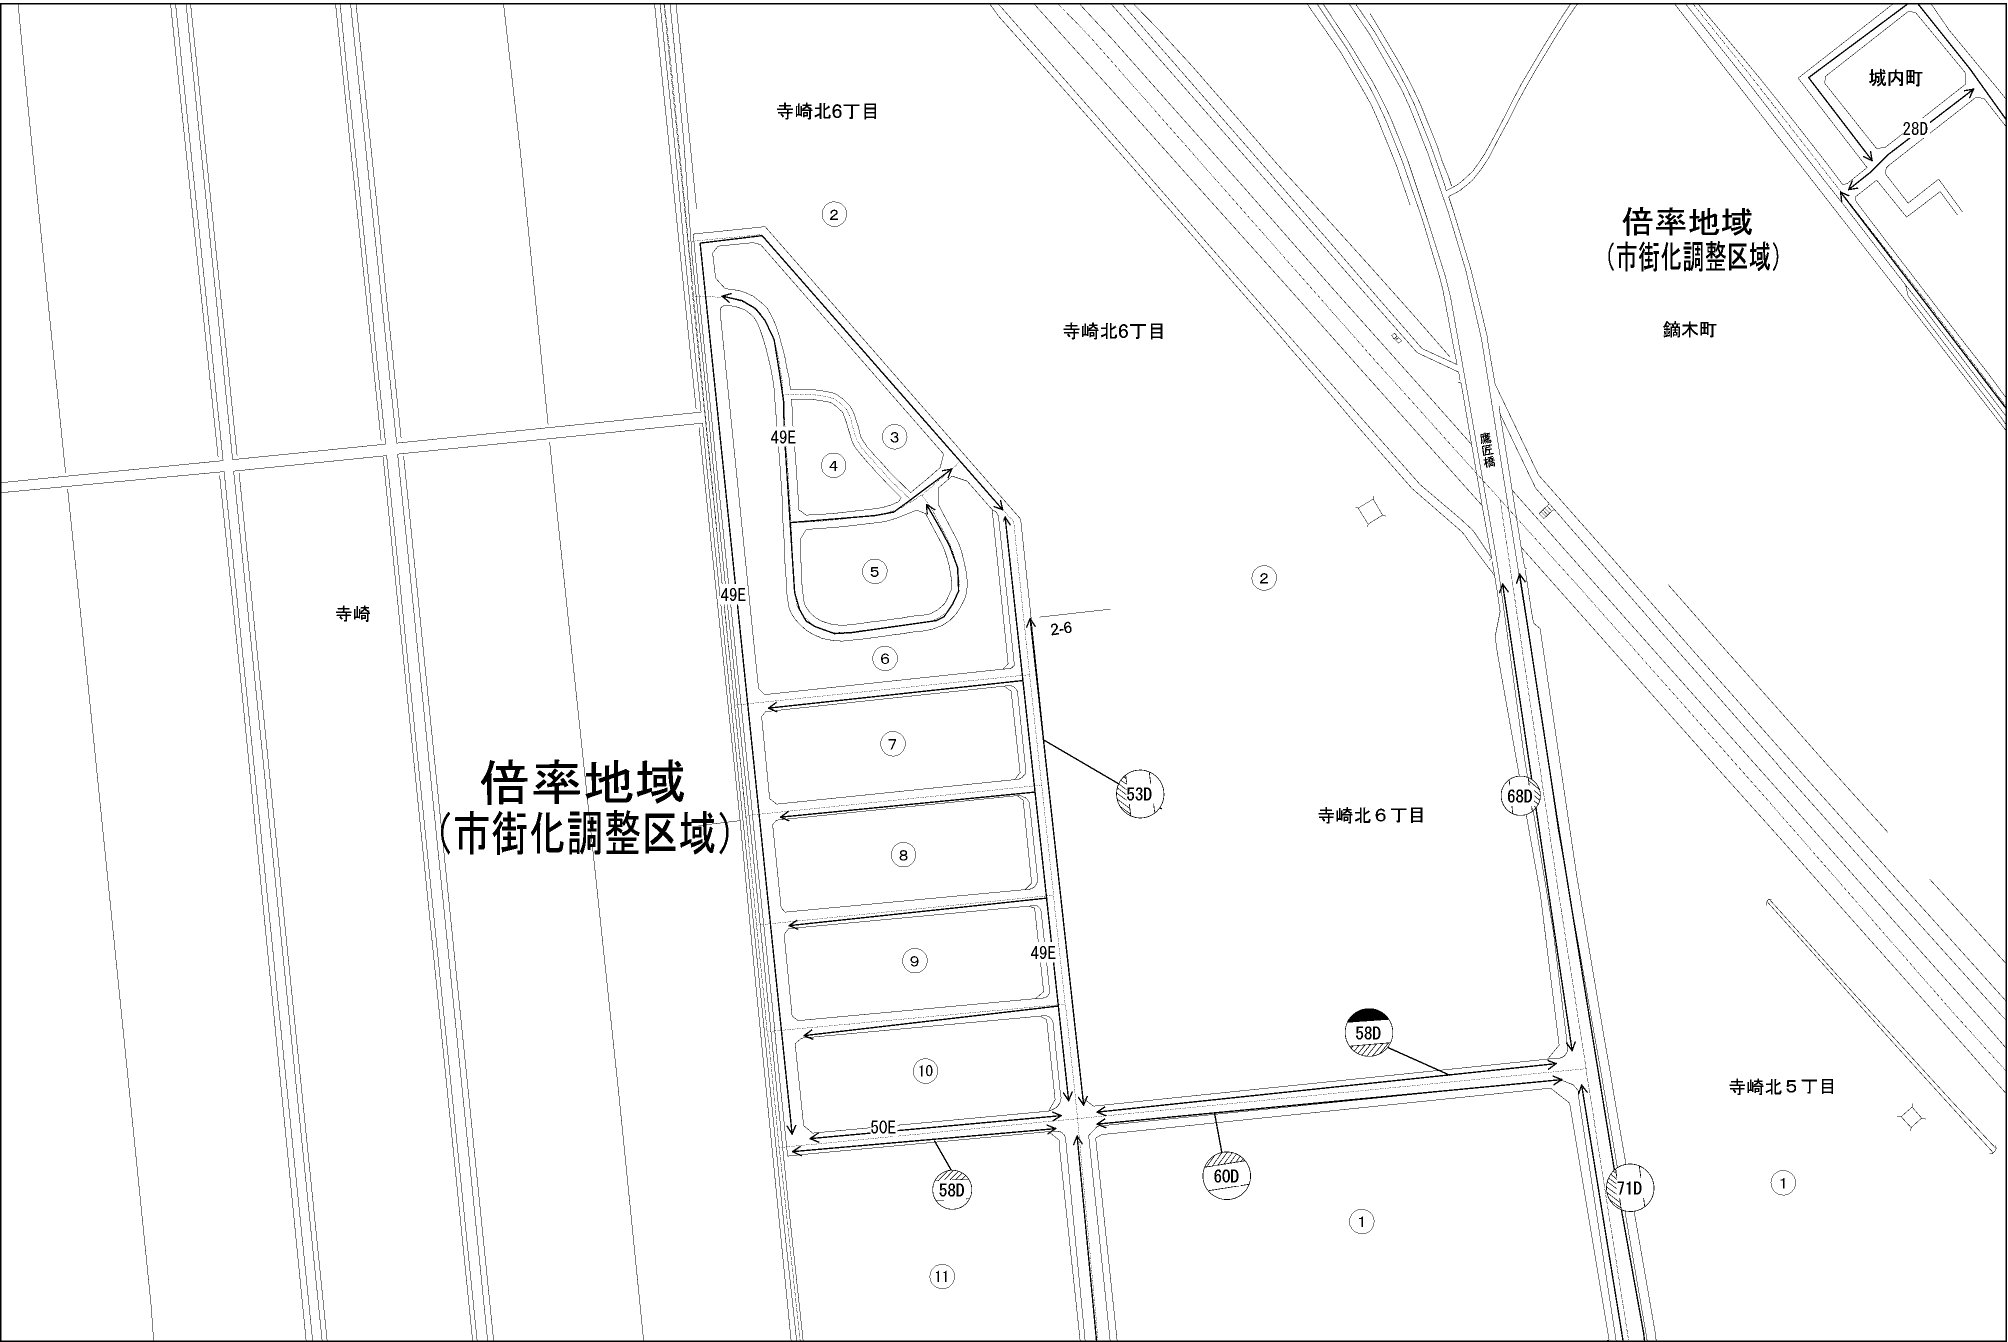 城内町
寺崎北6丁目
28D
2
倍率地域
(市街化調整区域)
寺崎北6丁目
鏑木町
49E
3
鷹匠橋
4
5
2
49E
寺崎
2-6
6
7
倍率地域
(市街化調整区域)
53D
68D
寺崎北6丁目
8
49E
9
58D
10
寺崎北5丁目
50E
60D
58D
71D
1
1
11